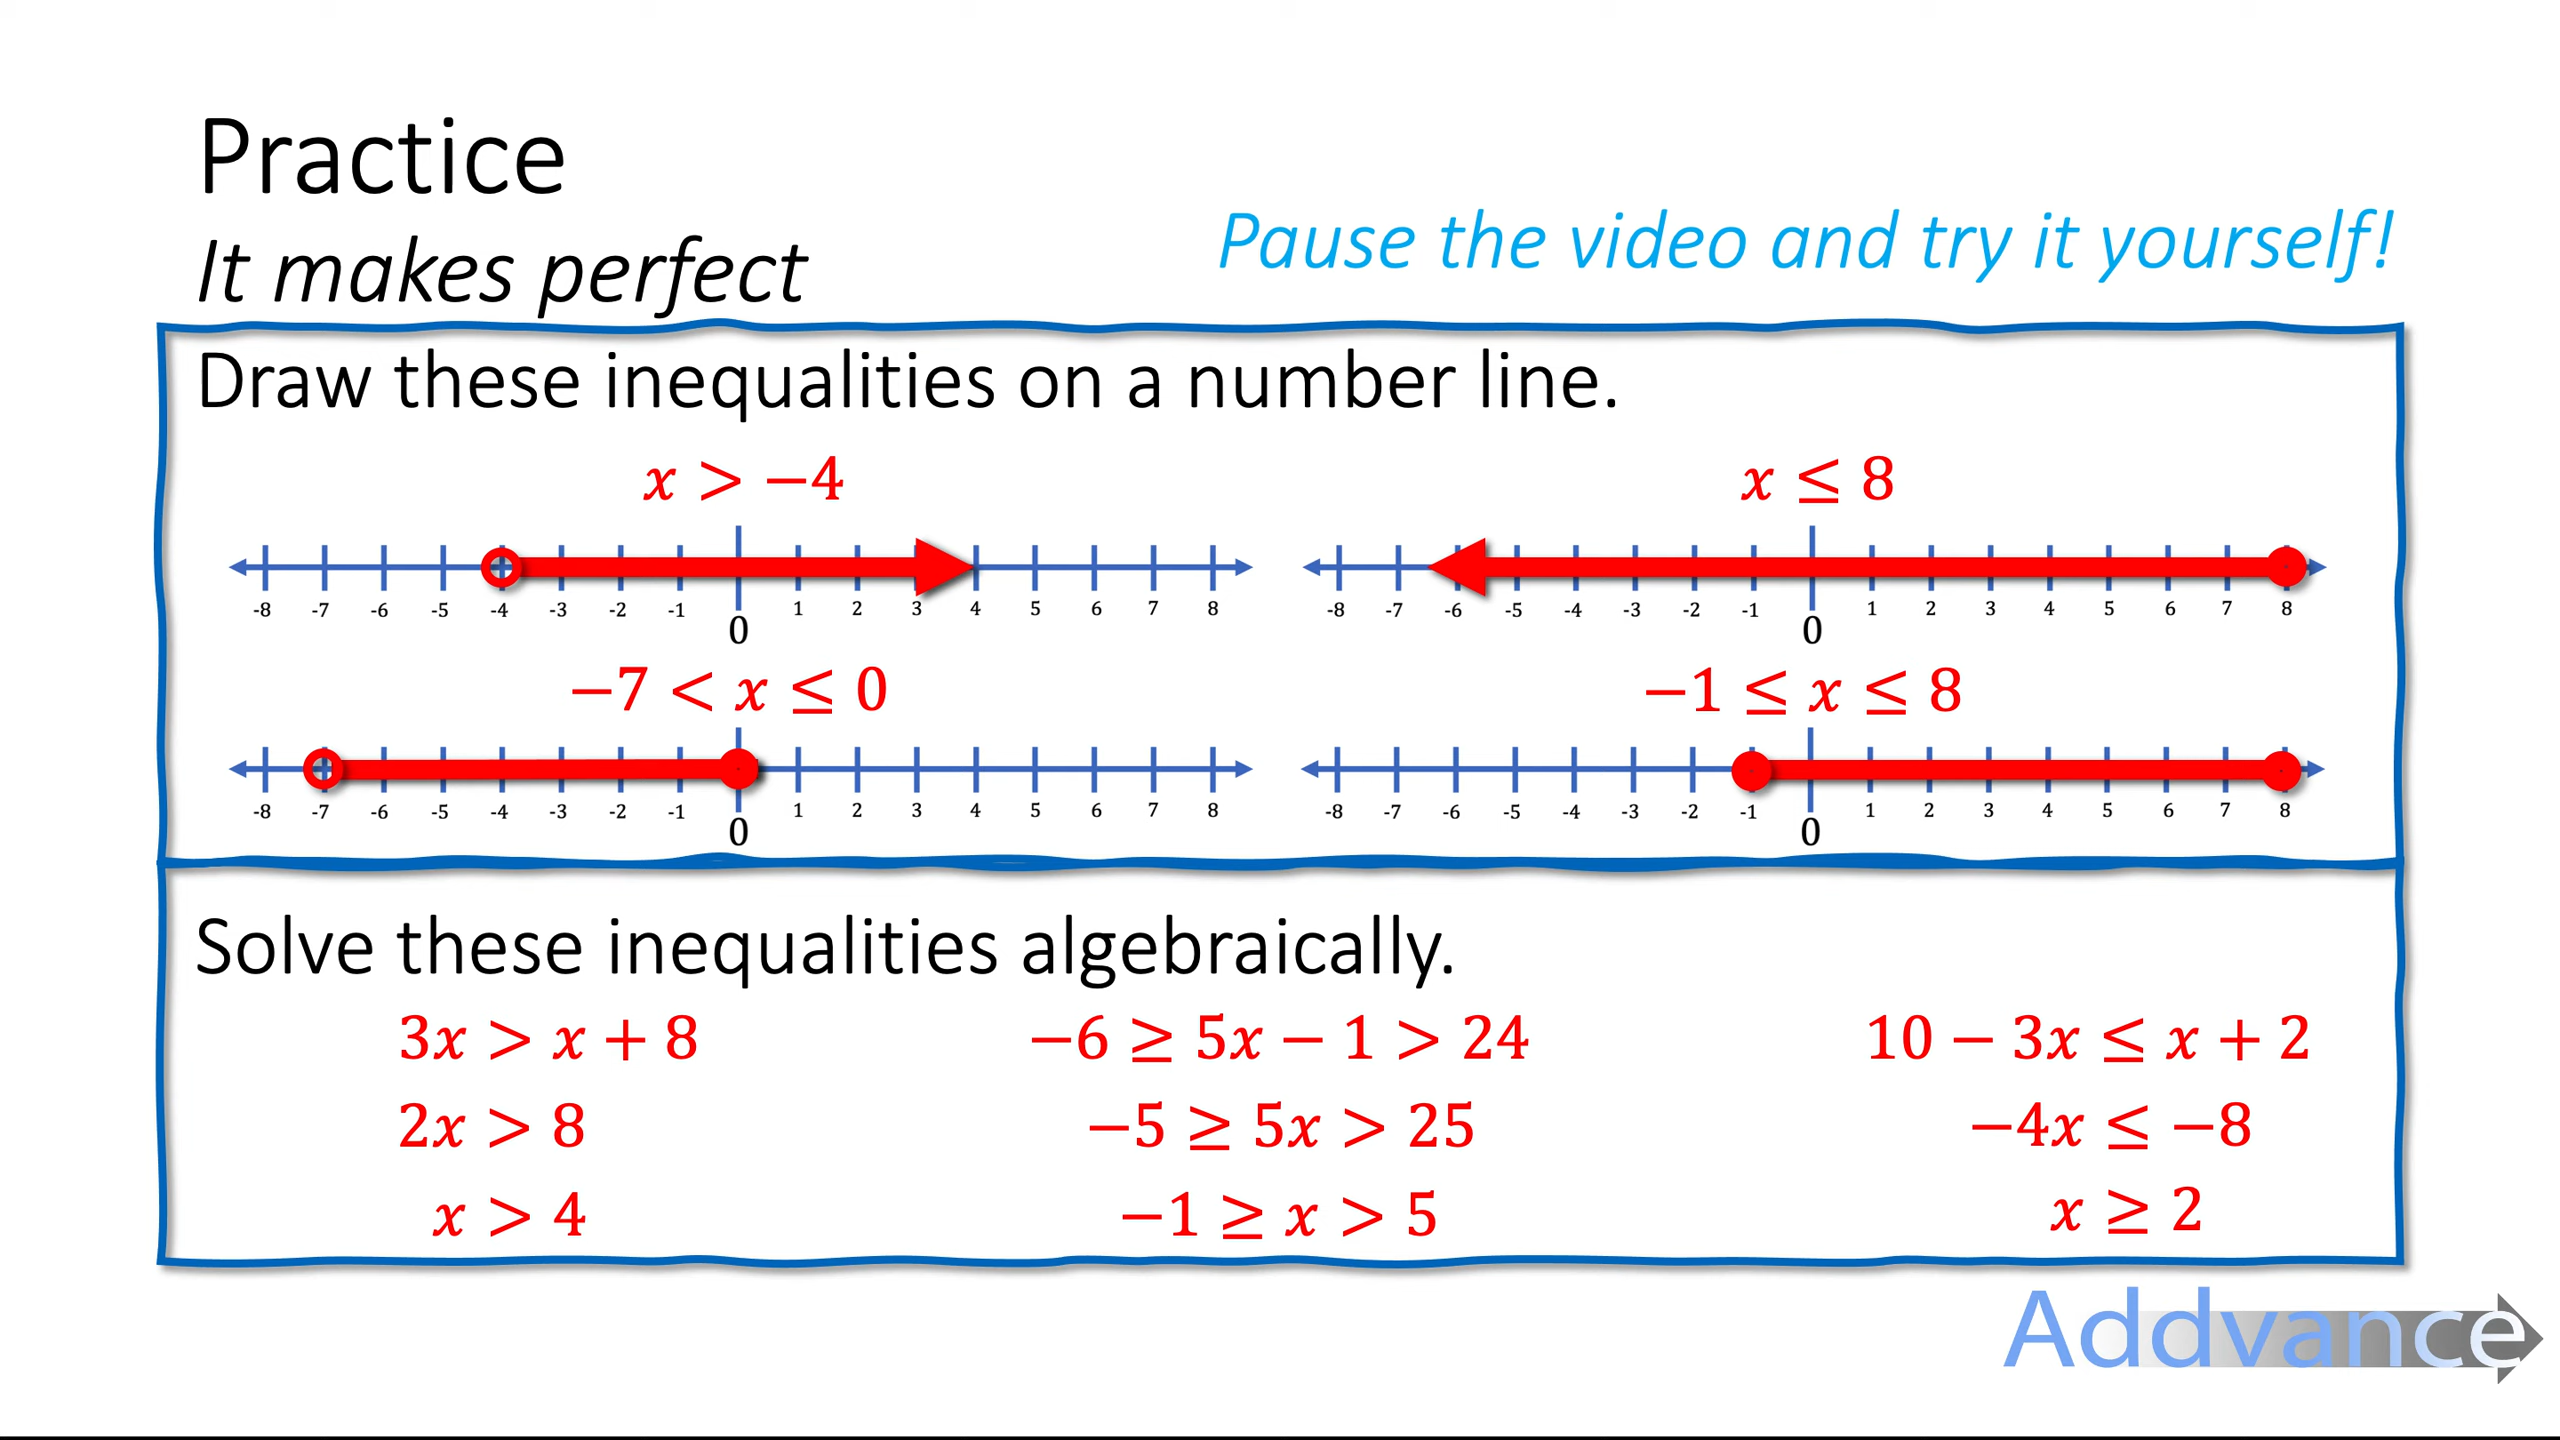 Practice
It makes perfect
Pause the video and try it yourself!
Draw these inequalities on a number line.
x > −4
x ≤ 8
-8 -7 -6 -5 -4 -3 -2 -1 0 1 2 3 4 5 6 7 8
-8 -7 -6 -5 -4 -3 -2 -1 0 1 2 3 4 5 6 7 8
−7 < x ≤ 0
−1 ≤ x ≤ 8
-8 -7 -6 -5 -4 -3 -2 -1 0 1 2 3 4 5 6 7 8
-8 -7 -6 -5 -4 -3 -2 -1 0 1 2 3 4 5 6 7 8
Solve these inequalities algebraically.
3x > x + 8
2x > 8
x > 4
−6 ≥ 5x − 1 > 24
−5 ≥ 5x > 25
−1 ≥ x > 5
10 − 3x ≤ x + 2
−4x ≤ −8
x ≥ 2
Addvance